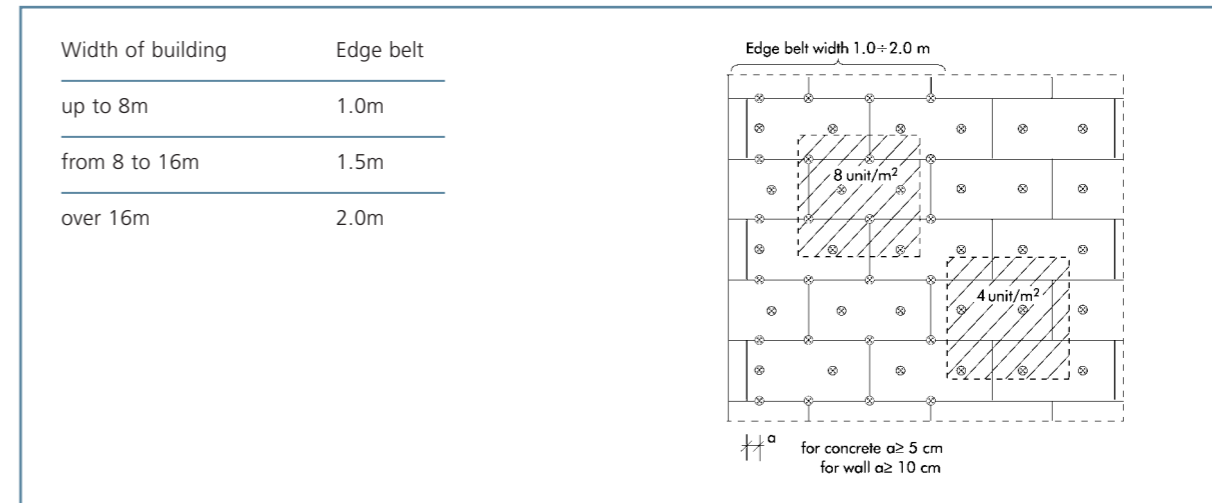 Width of building Edge belt
up to 8m 1.0m
from 8 to 16m 1.5m
over 16m 2.0m
Edge belt width 1.0÷2.0 m
8 unit/m²
4 unit/m²
a
for concrete a≥ 5 cm
for wall a≥ 10 cm